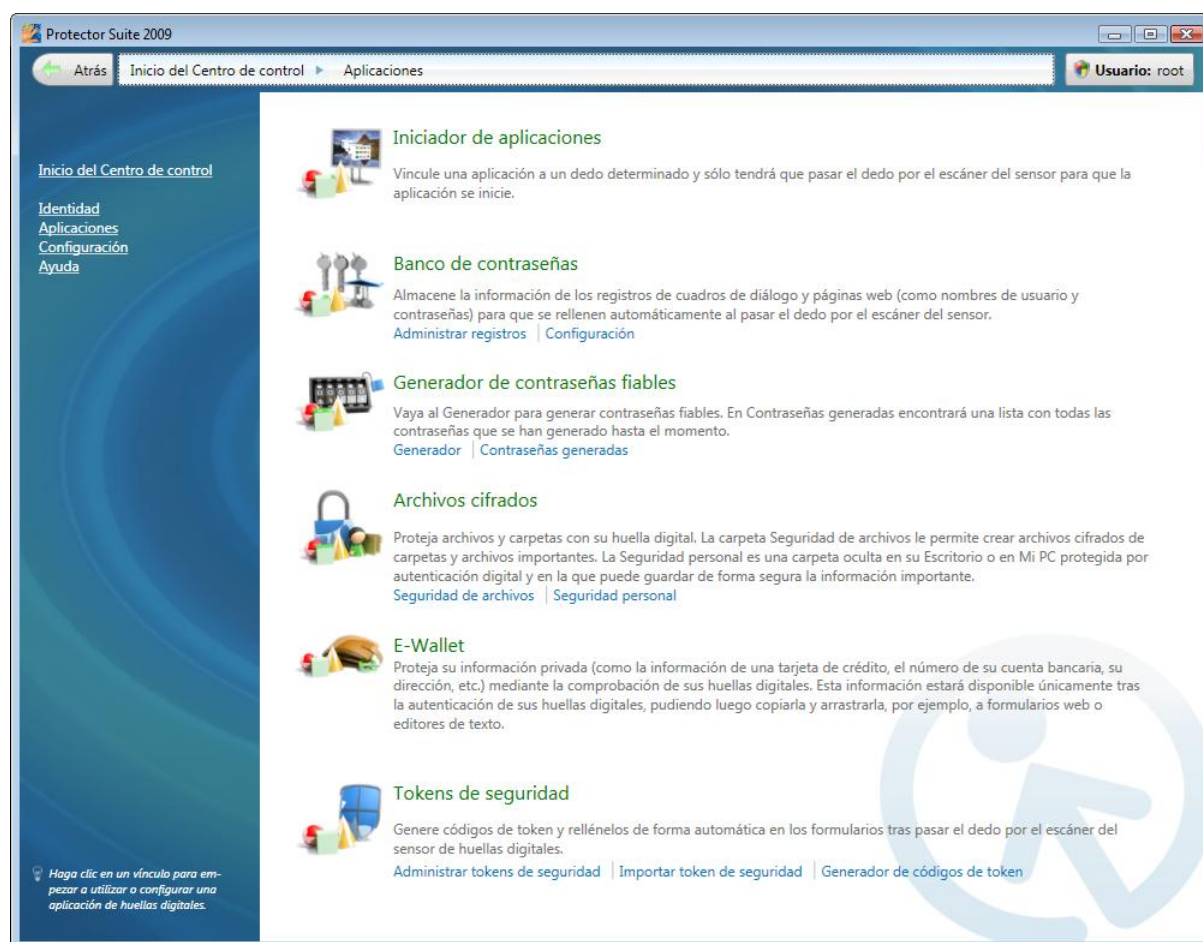 Protector Suite 2009
Atrás
Inicio del Centro de control
Aplicaciones
Usuario: root
Inicio del Centro de control
Identidad
Aplicaciones
Configuración
Ayuda
Haga clic en un vínculo para em-
pezar a utilizar o configurar una
aplicación de huellas digitales.
Iniciador de aplicaciones
Vincule una aplicación a un dedo determinado y sólo tendrá que pasar el dedo por el escáner del sensor para que la
aplicación se inicie.
Banco de contraseñas
Almacene la información de los registros de cuadros de diálogo y páginas web (como nombres de usuario y
contraseñas) para que se rellenen automáticamente al pasar el dedo por el escáner del sensor.
Administrar registros | Configuración
Generador de contraseñas fiables
Vaya al Generador para generar contraseñas fiables. En Contraseñas generadas encontrará una lista con todas las
contraseñas que se han generado hasta el momento.
Generador | Contraseñas generadas
Archivos cifrados
Proteja archivos y carpetas con su huella digital. La carpeta Seguridad de archivos le permite crear archivos cifrados de
carpetas y archivos importantes. La Seguridad personal es una carpeta oculta en su Escritorio o en Mi PC protegida por
autenticación digital y en la que puede guardar de forma segura la información importante.
Seguridad de archivos | Seguridad personal
E-Wallet
Proteja su información privada (como la información de una tarjeta de crédito, el número de su cuenta bancaria, su
dirección, etc.) mediante la comprobación de sus huellas digitales. Esta información estará disponible únicamente tras
la autenticación de sus huellas digitales, pudiendo luego copiarla y arrastrarla, por ejemplo, a formularios web o
editores de texto.
Tokens de seguridad
Genere códigos de token y rellénelos de forma automática en los formularios tras pasar el dedo por el escáner del
sensor de huellas digitales.
Administrar tokens de seguridad | Importar token de seguridad | Generador de códigos de token